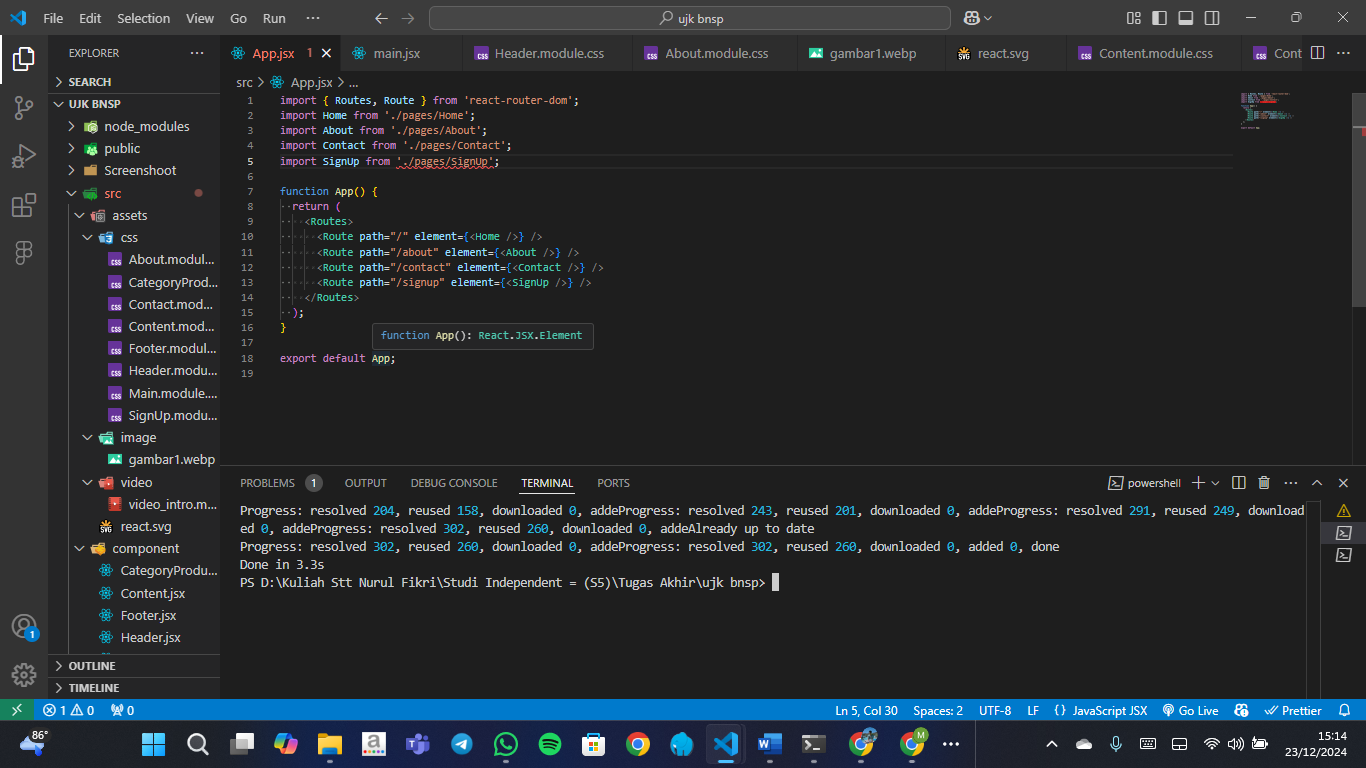 File Edit Selection View Go Run ··· ujk bnsp
EXPLORER ···
SEARCH
UJK BNSP
node_modules
public
Screenshoot
src
assets
css
About.modul...
CategoryProd...
Contact.mod...
Content.mod...
Footer.modul...
Header.modu...
Main.module....
SignUp.modu...
image
gambar1.webp
video
video_intro.m...
react.svg
component
CategoryProdu...
Content.jsx
Footer.jsx
Header.jsx
OUTLINE
TIMELINE
App.jsx 1 main.jsx Header.module.css About.module.css gambar1.webp react.svg Content.module.css Cont ···
src > App.jsx > ...
1 import { Routes, Route } from 'react-router-dom';
2 import Home from './pages/Home';
3 import About from './pages/About';
4 import Contact from './pages/Contact';
5 import SignUp from './pages/SignUp';
6
7 function App() {
8 return (
9 <Routes>
10 <Route path="/" element={<Home />} />
11 <Route path="/about" element={<About />} />
12 <Route path="/contact" element={<Contact />} />
13 <Route path="/signup" element={<SignUp />} />
14 </Routes>
15 );
16 }
17
function App(): React.JSX.Element
18 export default App;
19
PROBLEMS 1 OUTPUT DEBUG CONSOLE TERMINAL PORTS powershell ···
Progress: resolved 204, reused 158, downloaded 0, addeProgress: resolved 243, reused 201, downloaded 0, addeProgress: resolved 291, reused 249, download
ed 0, addeProgress: resolved 302, reused 260, downloaded 0, addeAlready up to date
Progress: resolved 302, reused 260, downloaded 0, addeProgress: resolved 302, reused 260, downloaded 0, added 0, done
Done in 3.3s
PS D:\Kuliah Stt Nurul Fikri\Studi Independent = (S5)\Tugas Akhir\ujk bnsp>
1
1 0 0 Ln 5, Col 30 Spaces: 2 UTF-8 LF {} JavaScript JSX Go Live Prettier
86°
15:14
23/12/2024